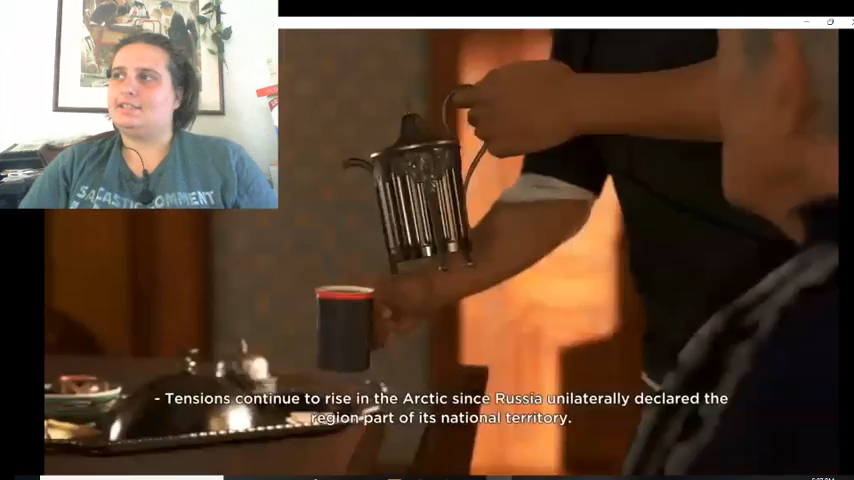 SARCASTIC COMMENT
- Tensions continue to rise in the Arctic since Russia unilaterally declared the
region part of its national territory.